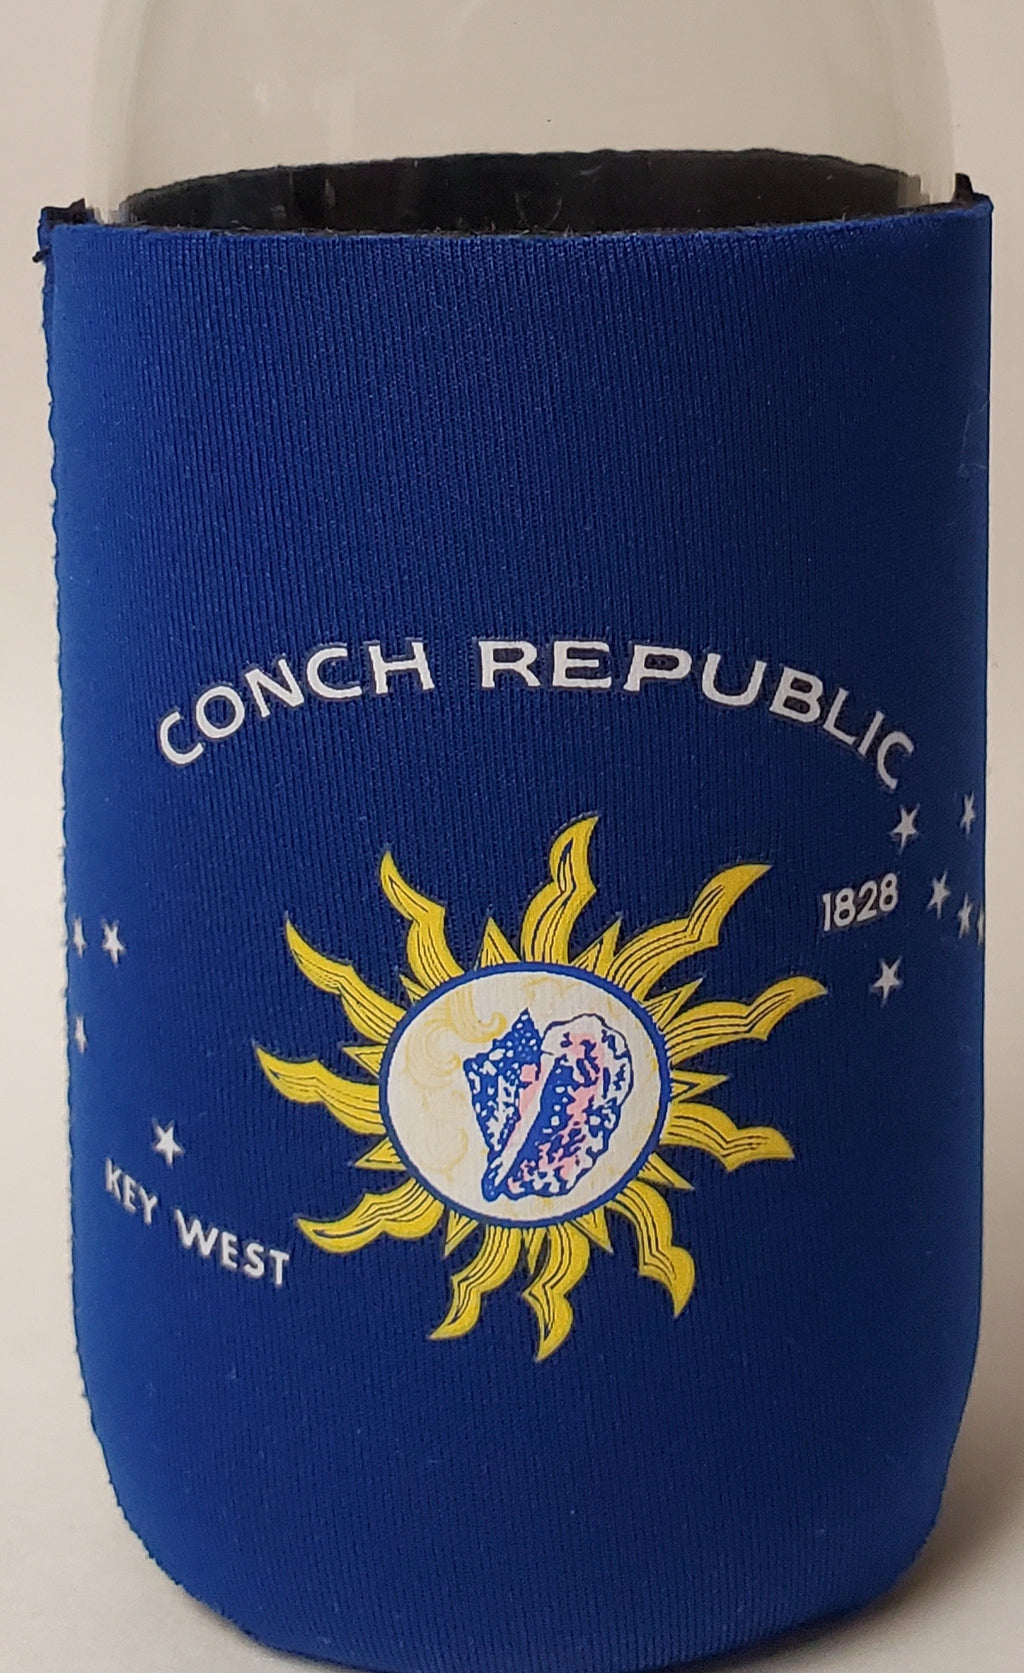 CONCH REPUBLIC
1828
KEY WEST